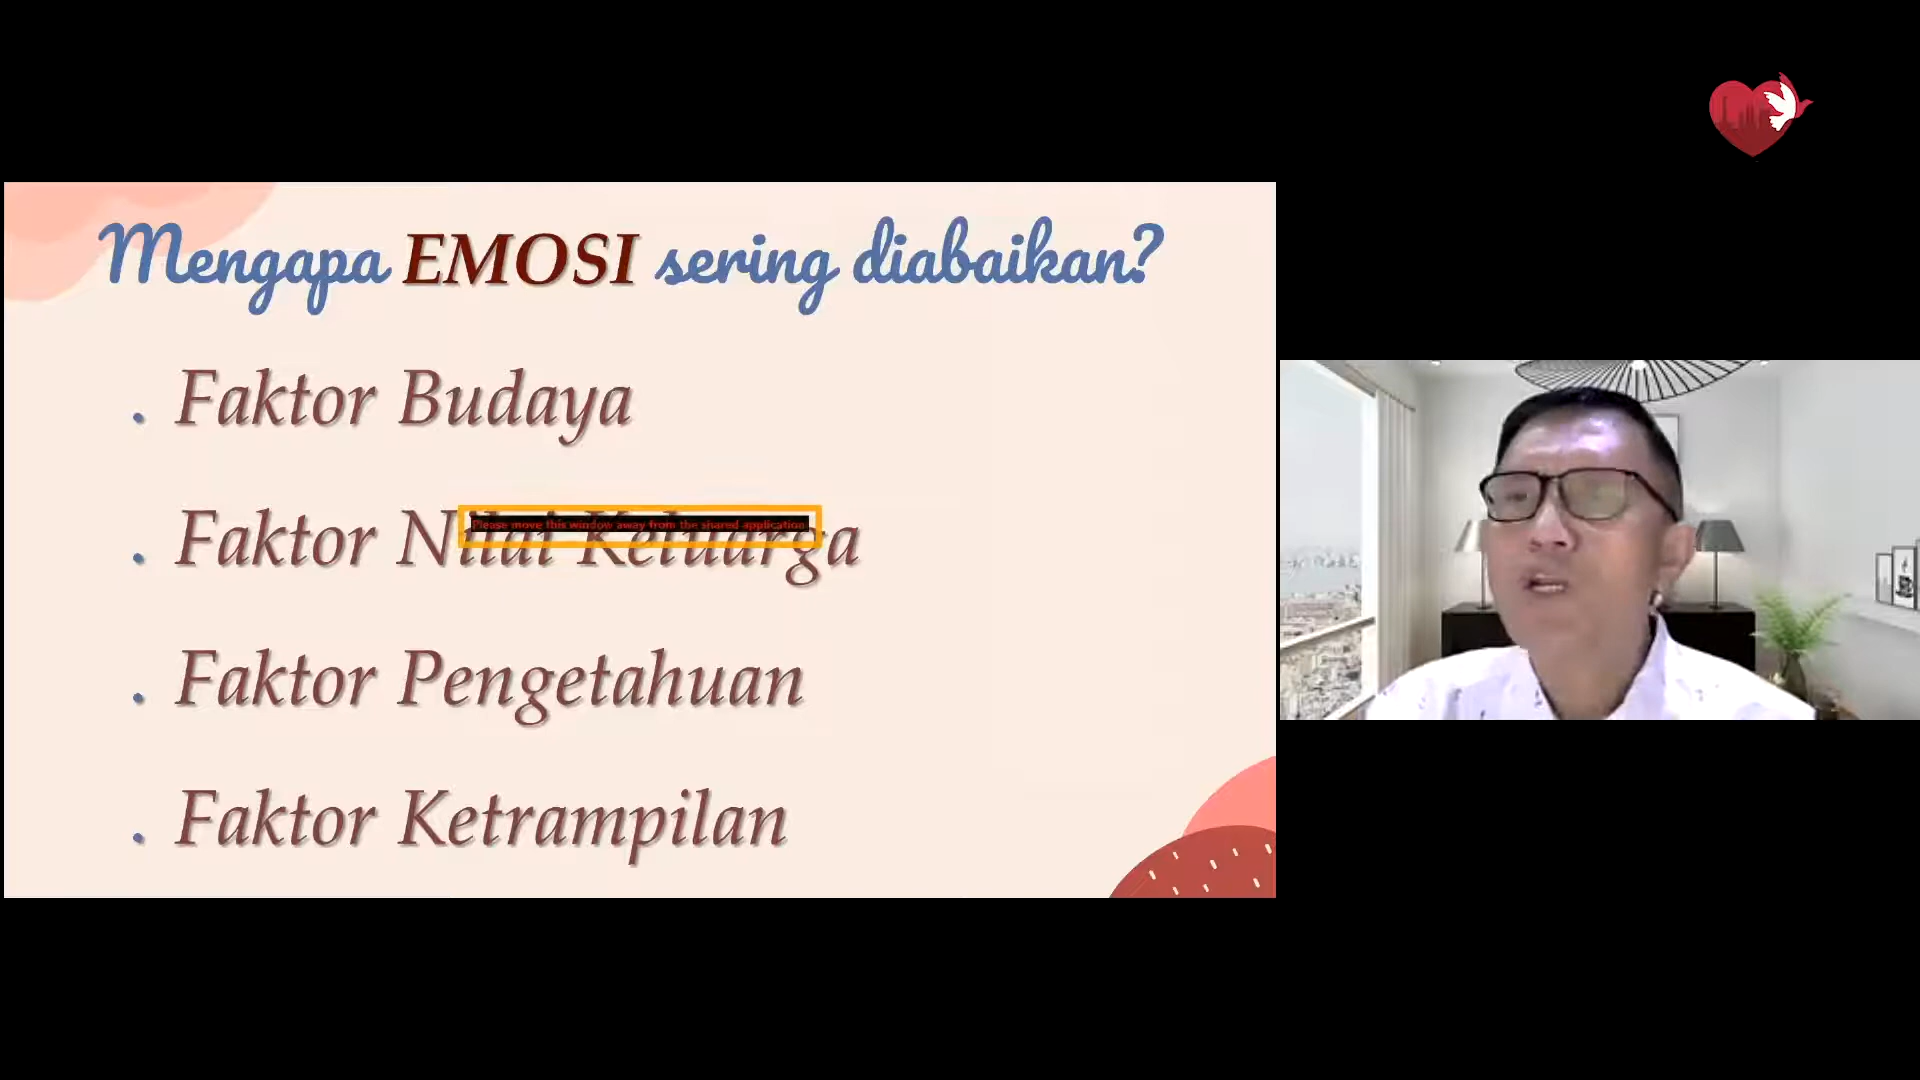 Mengapa EMOSI sering diabaikan?
. Faktor Budaya
. Faktor Nilai Keluarga
Please move this window away from the shared application
. Faktor Pengetahuan
. Faktor Ketrampilan